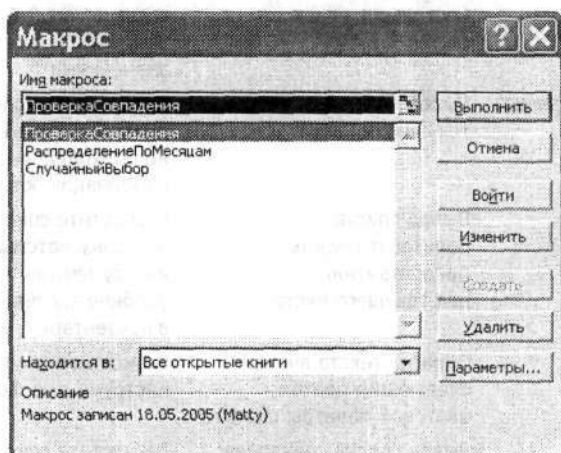 Макрос
Имя макроса:
ПроверкаСовпадения
ПроверкаСовпадения
РаспределениеПоМесяцам
СлучайныйВыбор
Выполнить
Отмена
Войти
Изменить
Создать
Удалить
Параметры...
Находится в:
Все открытые книги
Описание
Макрос записан 18.05.2005 (Matty)